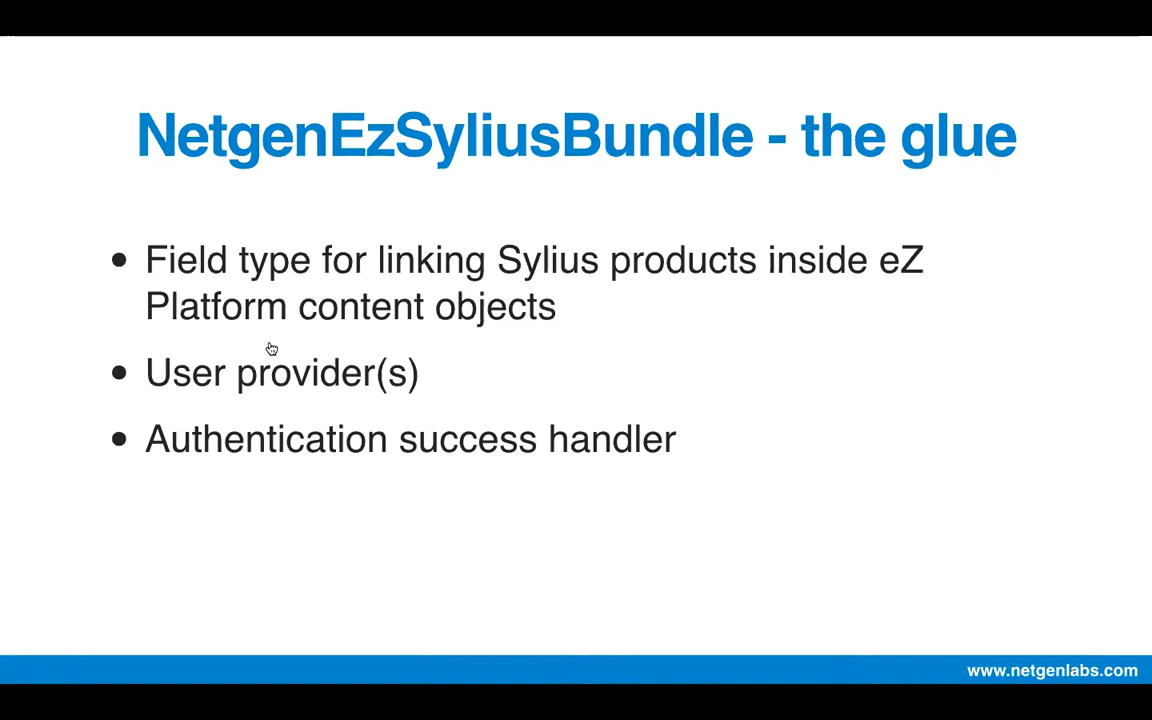 NetgenEzSyliusBundle - the glue
• Field type for linking Sylius products inside eZ
Platform content objects
• User provider(s)
• Authentication success handler
www.netgenlabs.com